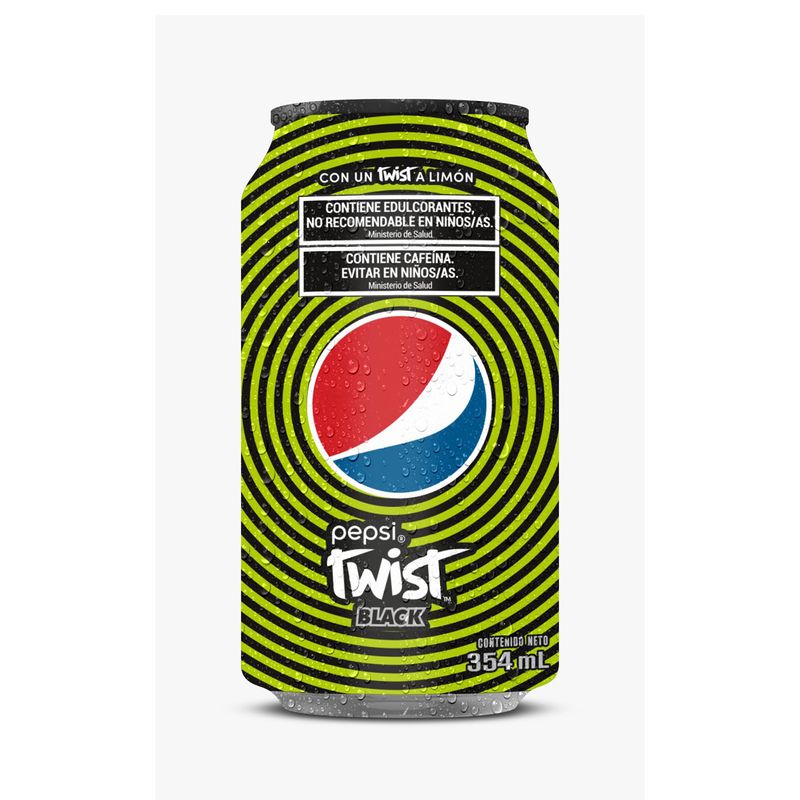 CON UN TWIST A LIMÓN
CONTIENE EDULCORANTES,
NO RECOMENDABLE EN NIÑOS/AS.
Ministerio de Salud
CONTIENE CAFEÍNA.
EVITAR EN NIÑOS/AS.
Ministerio de Salud
pepsi®
TWIST™
BLACK
CONTENIDO NETO
354 mL